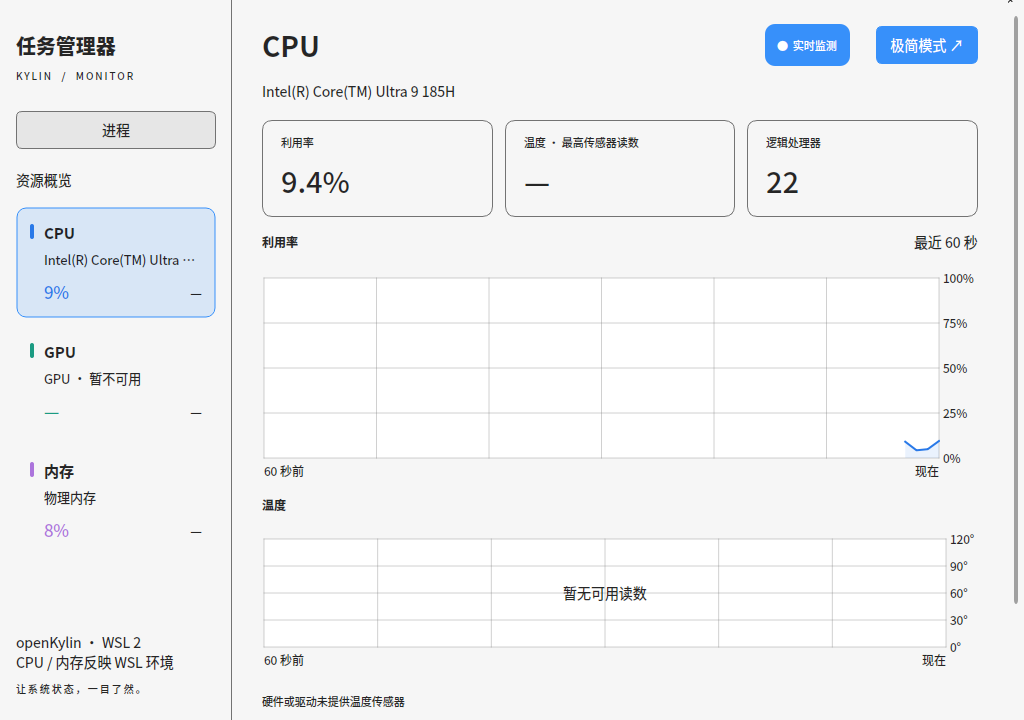 任务管理器
KYLIN / MONITOR
进程
资源概览
CPU
Intel(R) Core(TM) Ultra ···
9% —
GPU
GPU · 暂不可用
— —
内存
物理内存
8% —
openKylin · WSL 2
CPU / 内存反映 WSL 环境
让系统状态，一目了然。
CPU
● 实时监测
极简模式 ↗
Intel(R) Core(TM) Ultra 9 185H
利用率
9.4%
温度 · 最高传感器读数
—
逻辑处理器
22
利用率
最近 60 秒
100%
75%
50%
25%
0%
60 秒前
现在
温度
120°
90°
60°
30°
0°
暂无可用读数
60 秒前
现在
硬件或驱动未提供温度传感器